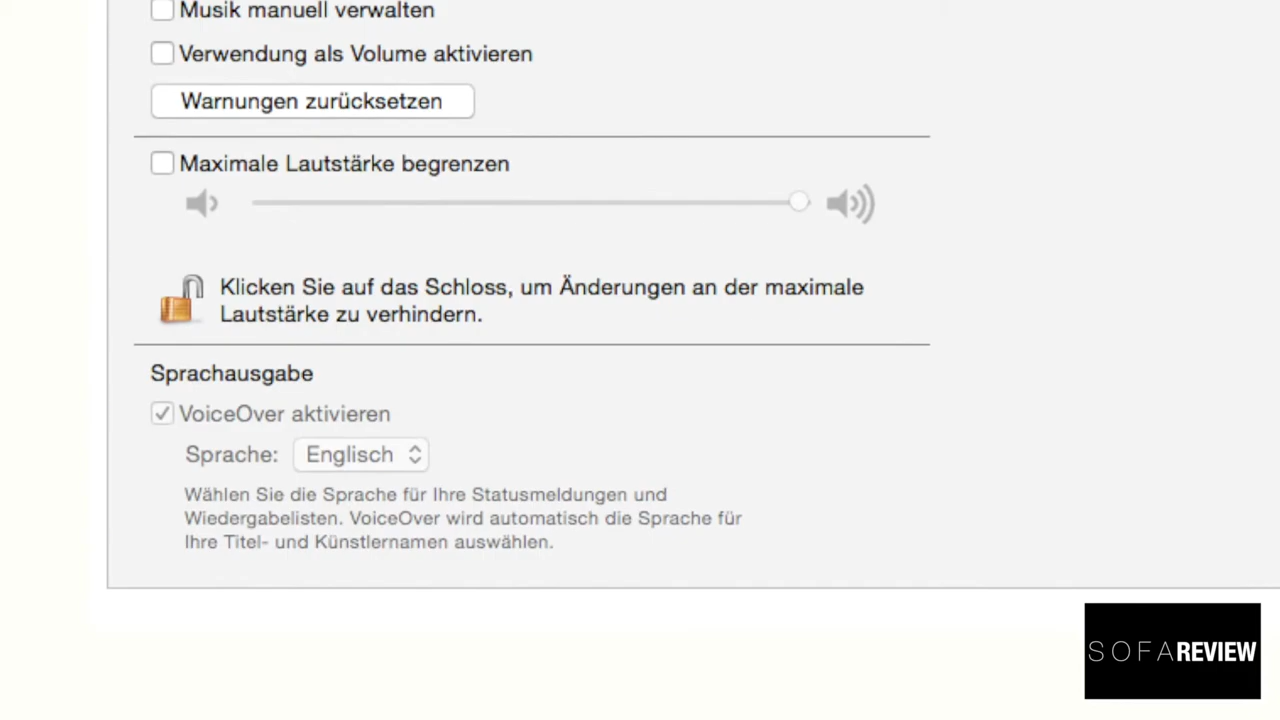 Musik manuell verwalten
Verwendung als Volume aktivieren
Warnungen zurücksetzen
Maximale Lautstärke begrenzen
Klicken Sie auf das Schloss, um Änderungen an der maximale
Lautstärke zu verhindern.
Sprachausgabe
VoiceOver aktivieren
Sprache: Englisch
Wählen Sie die Sprache für Ihre Statusmeldungen und
Wiedergabelisten. VoiceOver wird automatisch die Sprache für
Ihre Titel- und Künstlernamen auswählen.
SOFAREVIEW